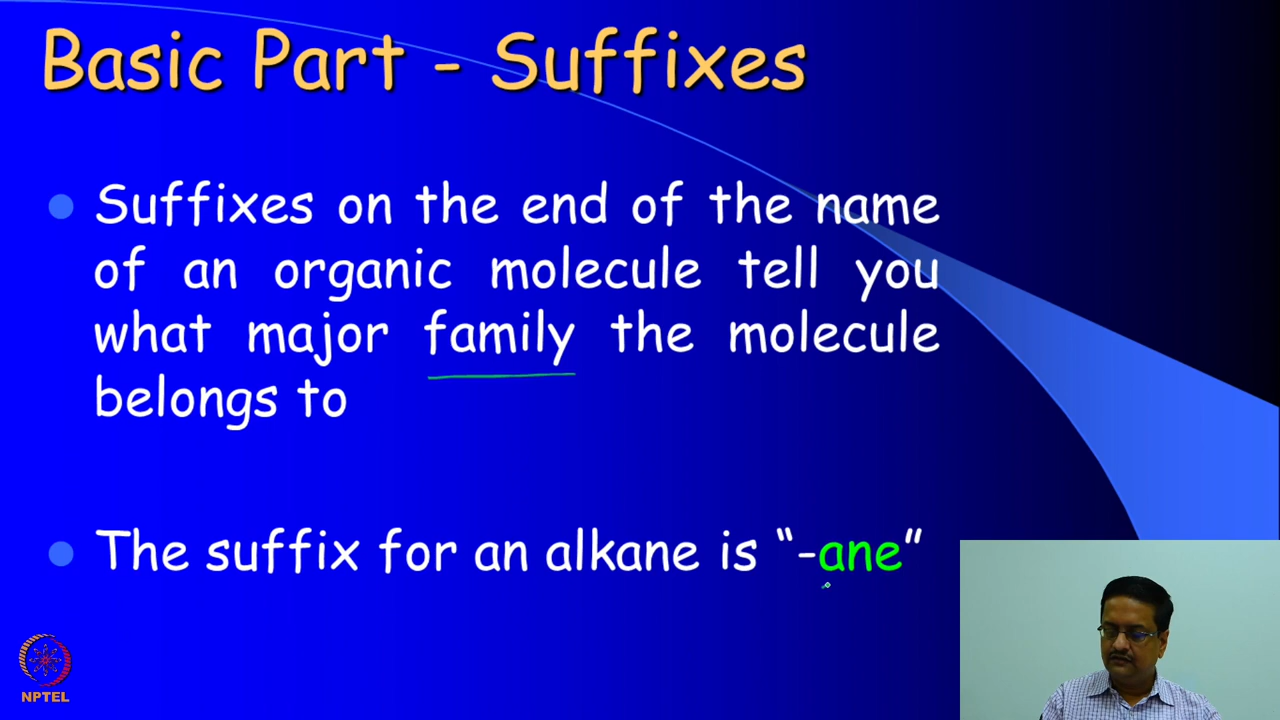 Basic Part - Suffixes
Suffixes on the end of the name
of an organic molecule tell you
what major family the molecule
belongs to
The suffix for an alkane is “-ane”
NPTEL